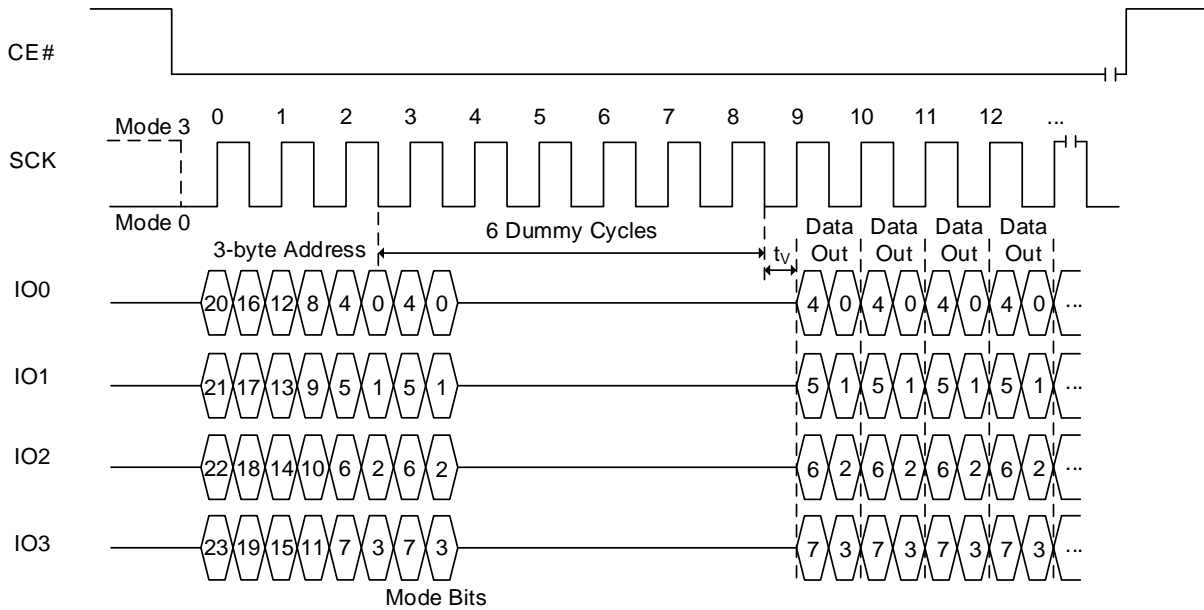 CE#
0 1 2 3 4 5 6 7 8 9 10 11 12 ...
Mode 3
SCK
Mode 0
6 Dummy Cycles
3-byte Address
tV
Data Out Data Out Data Out Data Out
IO0 20 16 12 8 4 0 4 0 4 0 4 0 4 0 4 0 ...
IO1 21 17 13 9 5 1 5 1 5 1 5 1 5 1 5 1 ...
IO2 22 18 14 10 6 2 6 2 6 2 6 2 6 2 6 2 ...
IO3 23 19 15 11 7 3 7 3 7 3 7 3 7 3 7 3 ...
Mode Bits